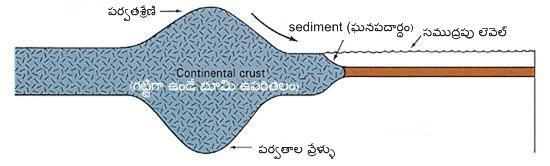 పర్వతశ్రేణి
sediment (ఘనపదార్థం)
సముద్రపు లెవెల్
Continental crust
(గట్టిగా ఉండే భూమి ఉపరితలం)
పర్వతాల వ్రేళ్ళు